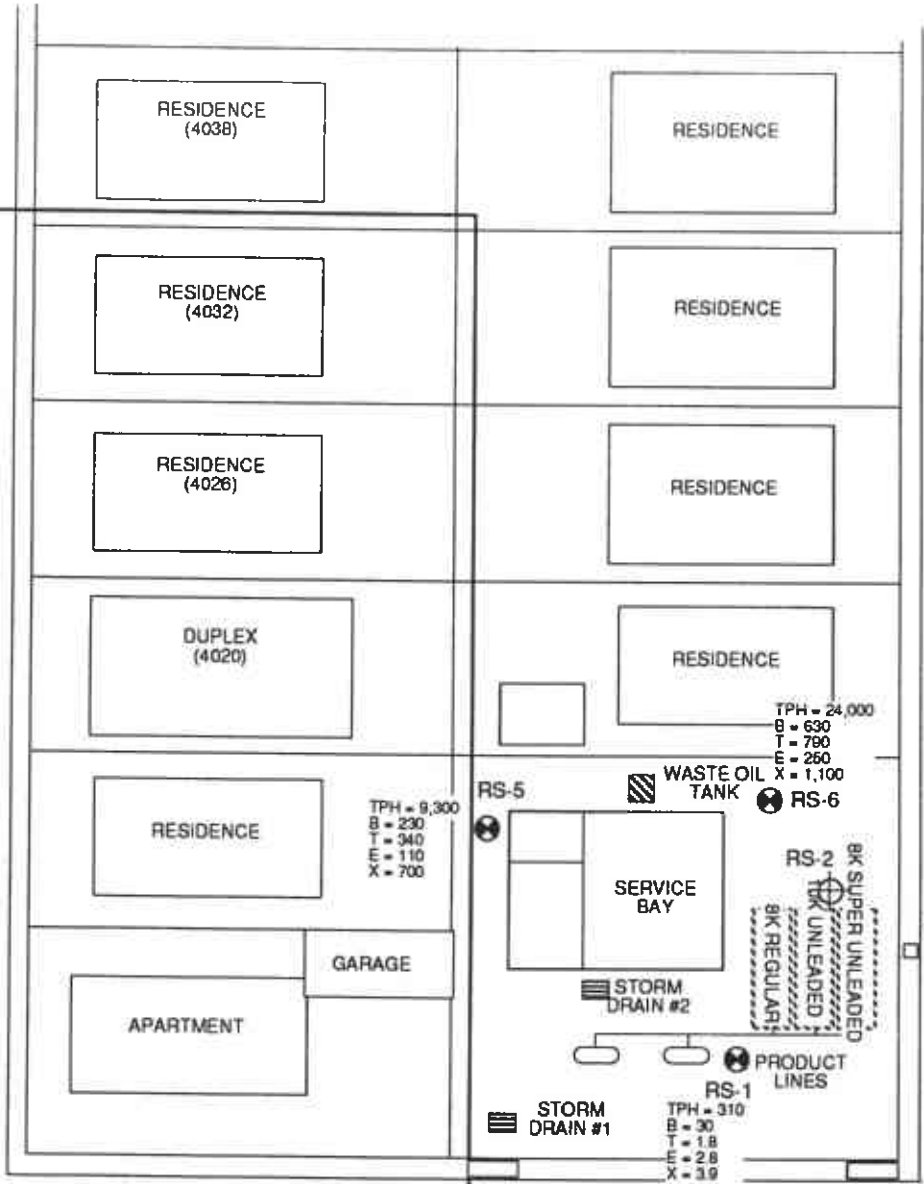 RESIDENCE
(4038)
RESIDENCE
RESIDENCE
(4032)
RESIDENCE
RESIDENCE
(4026)
RESIDENCE
DUPLEX
(4020)
RESIDENCE
TPH = 24,000
B = 630
T = 790
E = 250
X = 1,100
WASTE OIL
TANK
RS-6
RS-5
TPH = 9,300
B = 230
T = 340
E = 110
X = 700
RESIDENCE
SERVICE
BAY
RS-2
8K REGULAR
10K UNLEADED
8K SUPER UNLEADED
GARAGE
APARTMENT
STORM
DRAIN #2
PRODUCT
LINES
RS-1
TPH = 310
B = 30
T = 1.8
E = 2.8
X = 3.9
STORM
DRAIN #1